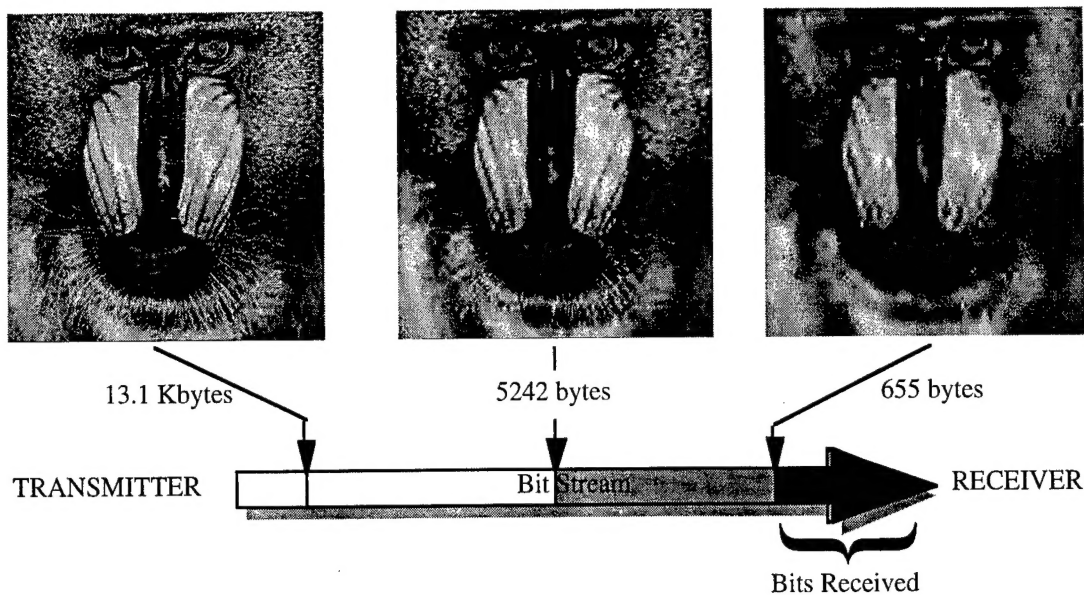 13.1 Kbytes
5242 bytes
655 bytes
TRANSMITTER
Bit Stream
RECEIVER
Bits Received